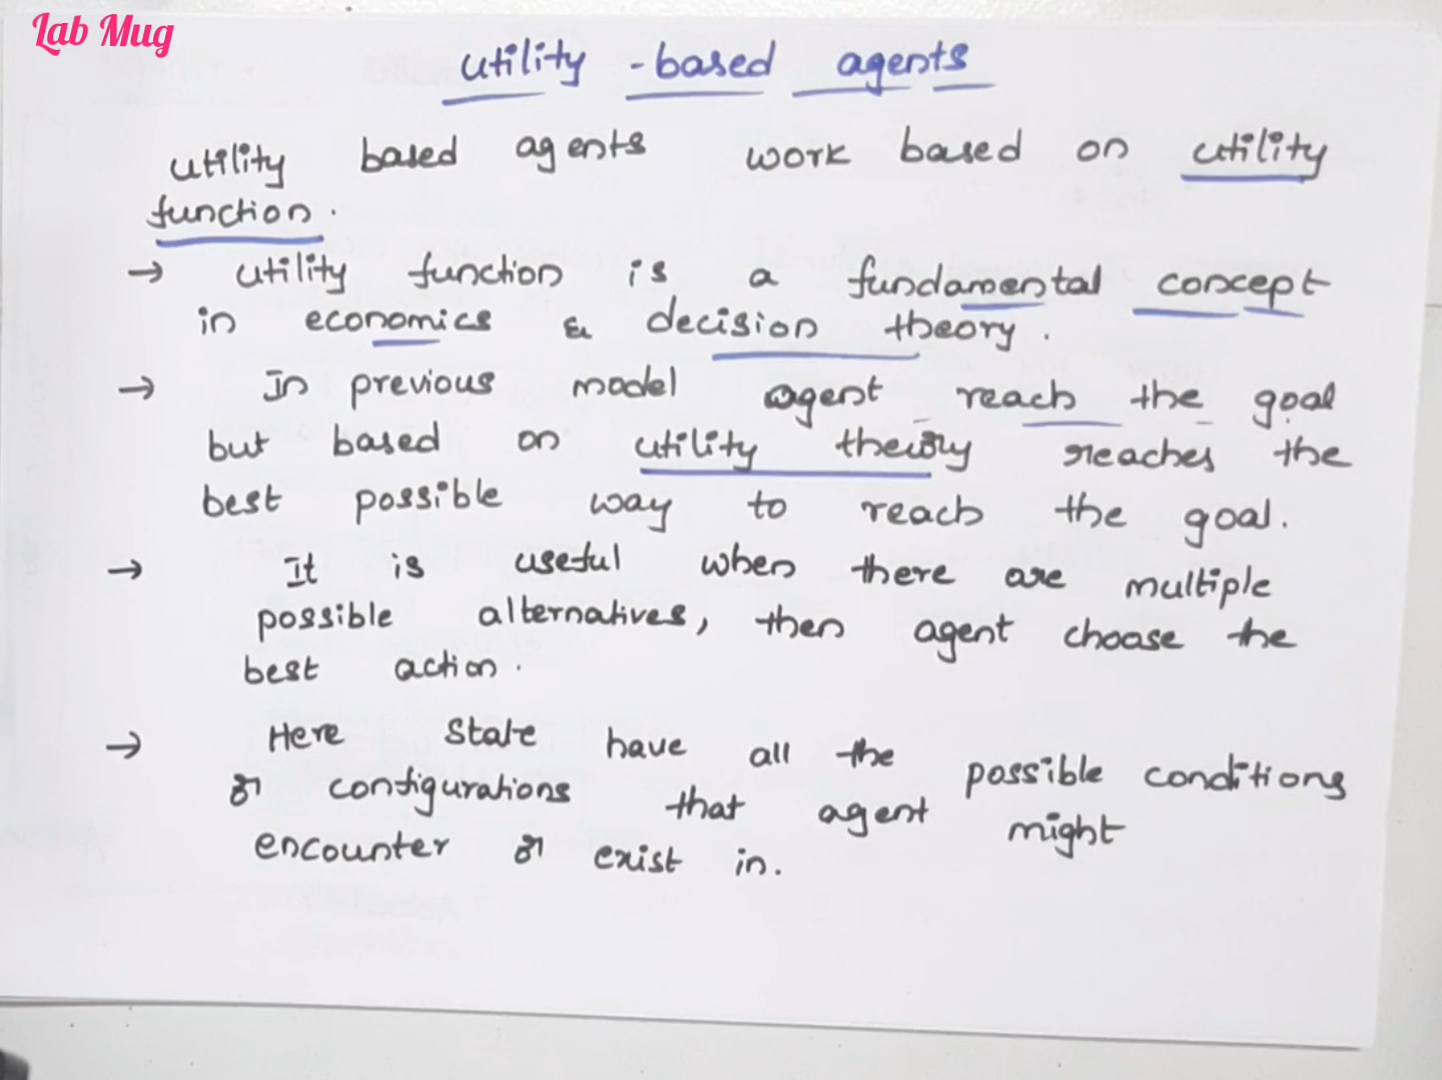 Lab Mug
utility-based agents
utility based agents work based on utility
function.
→ utility function is a fundamental concept
in economics & decision theory.
→ In previous model agent reach the goal
but based on utility theory reaches the
best possible way to reach the goal.
→ It is useful when there are multiple
possible alternatives, then agent choose the
best action.
→ Here State have all the possible conditions
or configurations that agent might
encounter or exist in.